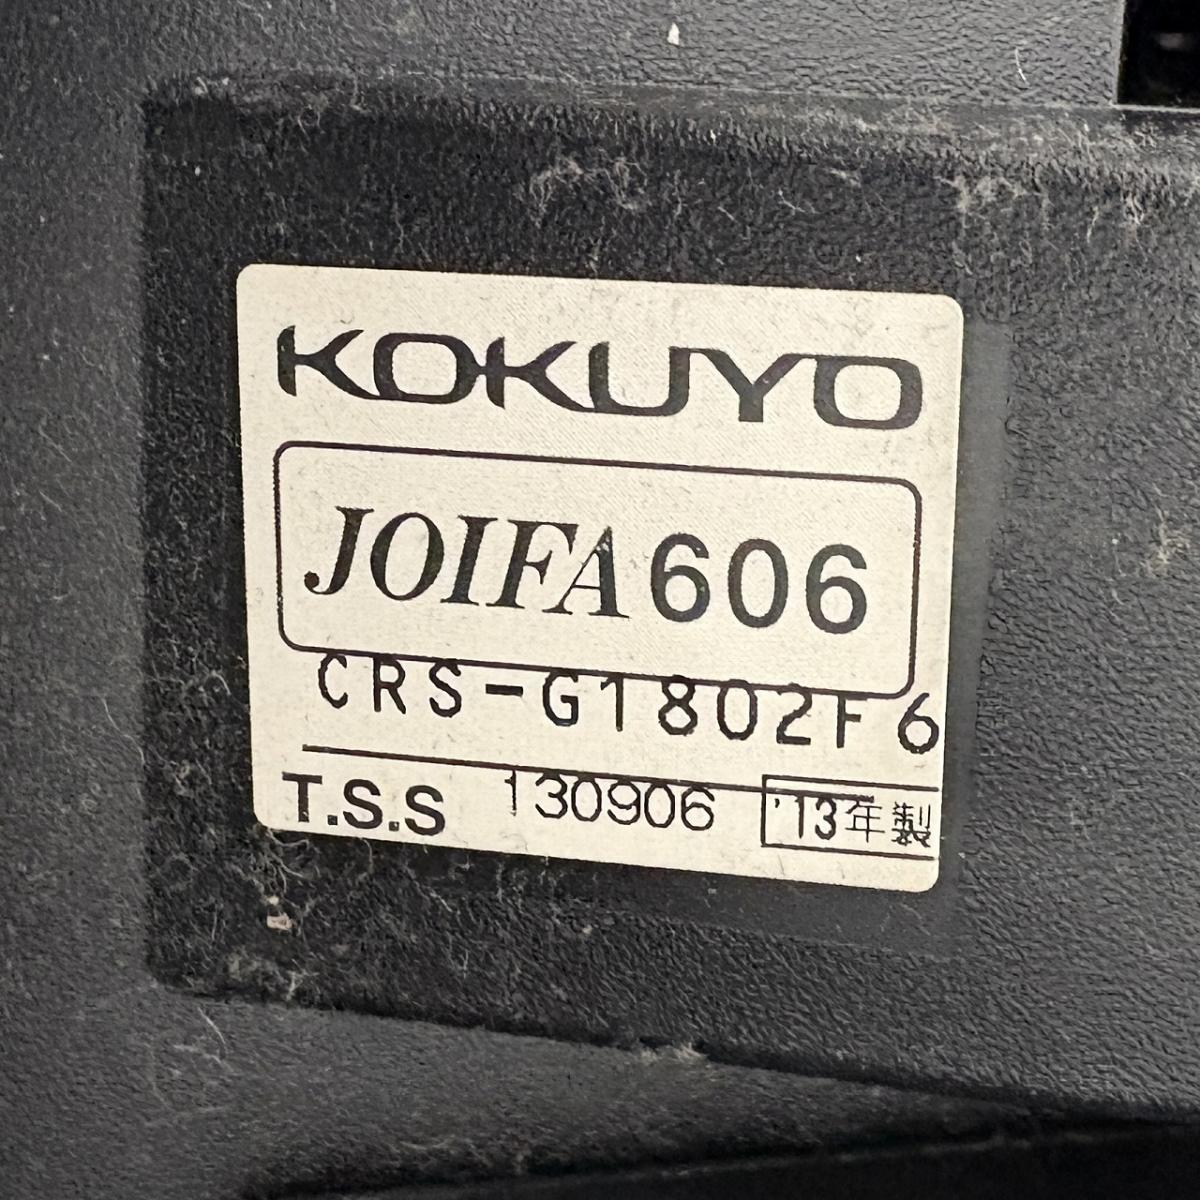 KOKUYO
JOIFA606
CRS-G1802F6
T.S.S 130906 '13年製